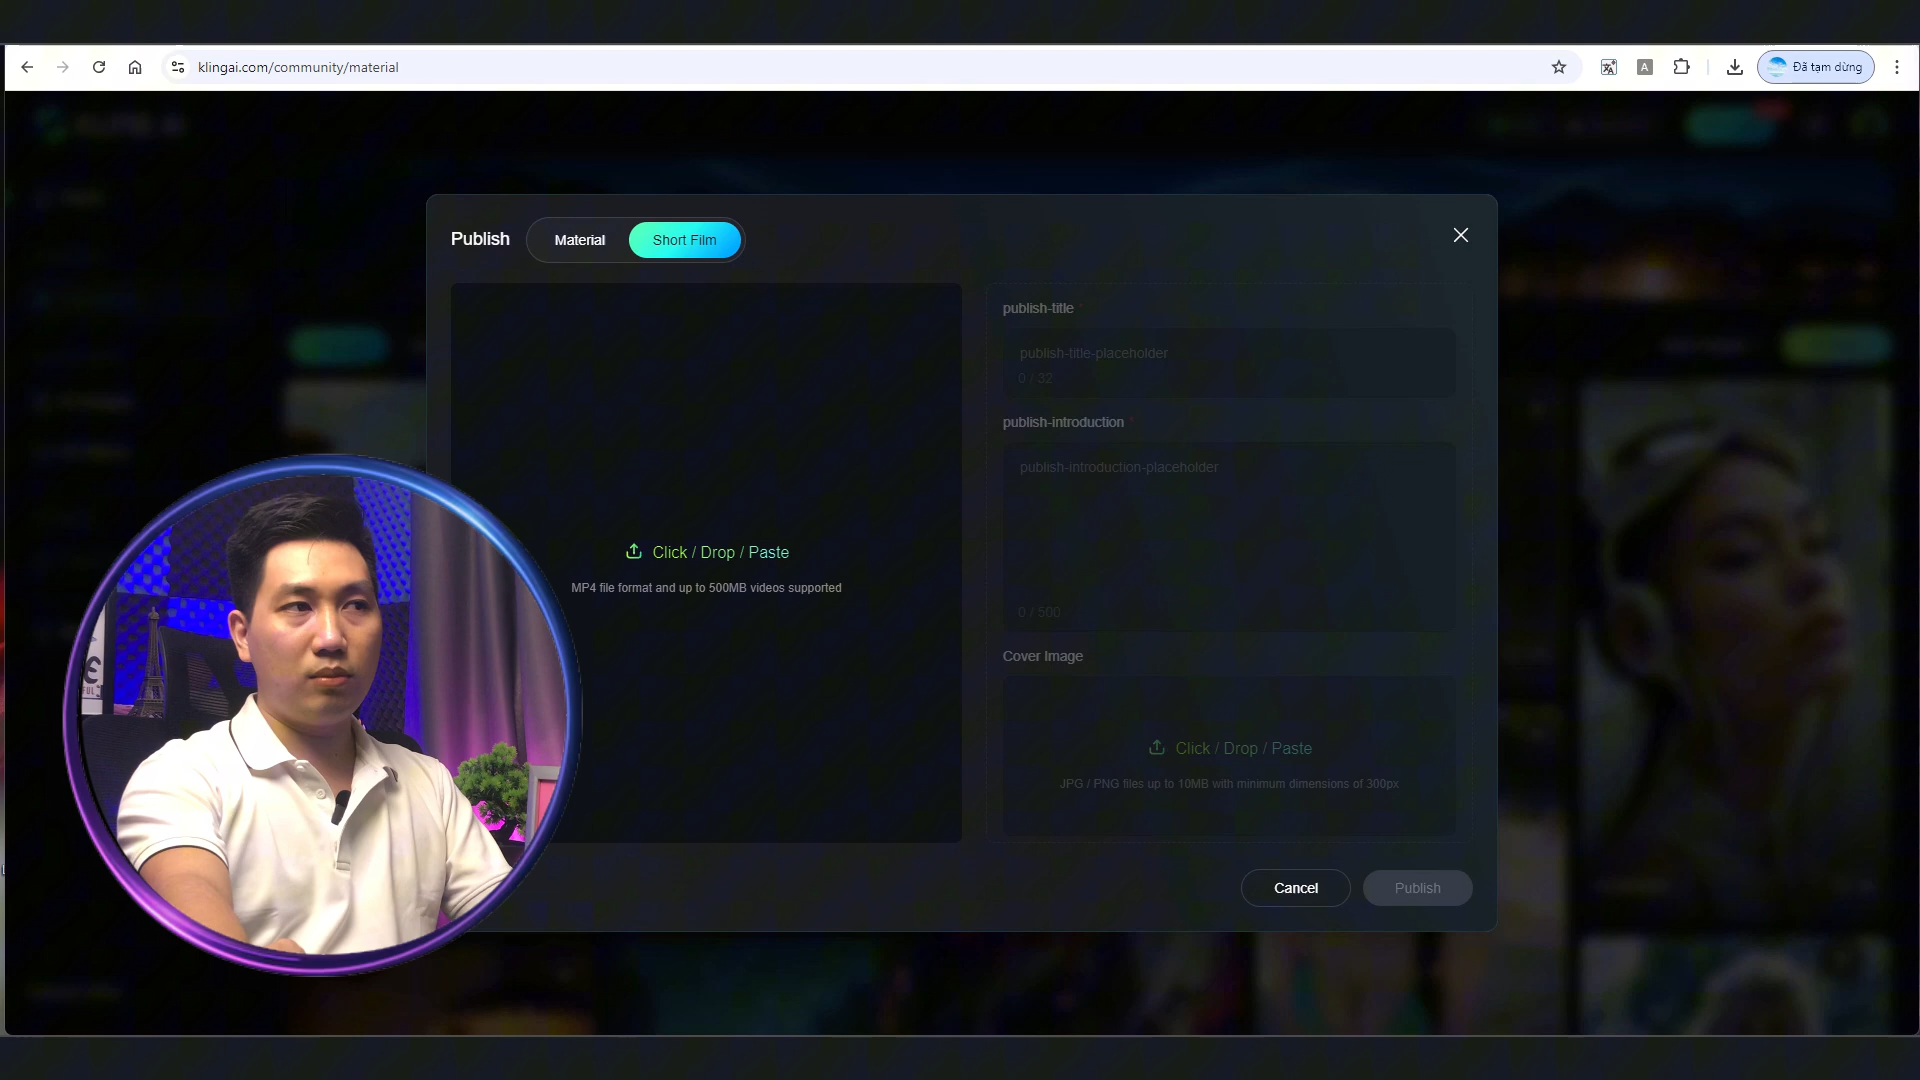 klingai.com/community/material
A
Đã tạm dừng
Publish
Material
Short Film
publish-title *
publish-title-placeholder
0 / 32
publish-introduction *
publish-introduction-placeholder
0 / 500
Click / Drop / Paste
MP4 file format and up to 500MB videos supported
Cover Image
Click / Drop / Paste
JPG / PNG files up to 10MB with minimum dimensions of 300px
Cancel
Publish